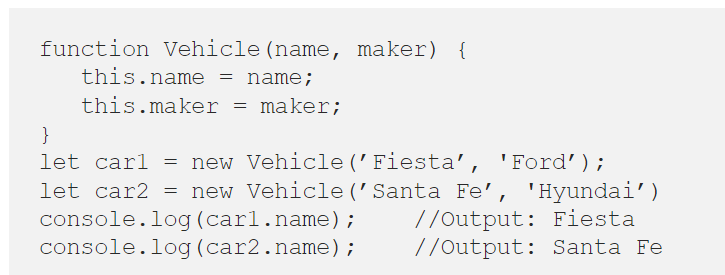 function Vehicle(name, maker) {
   this.name = name;
   this.maker = maker;
}
let car1 = new Vehicle(’Fiesta’, 'Ford’);
let car2 = new Vehicle(’Santa Fe’, 'Hyundai’)
console.log(car1.name);    //Output: Fiesta
console.log(car2.name);    //Output: Santa Fe